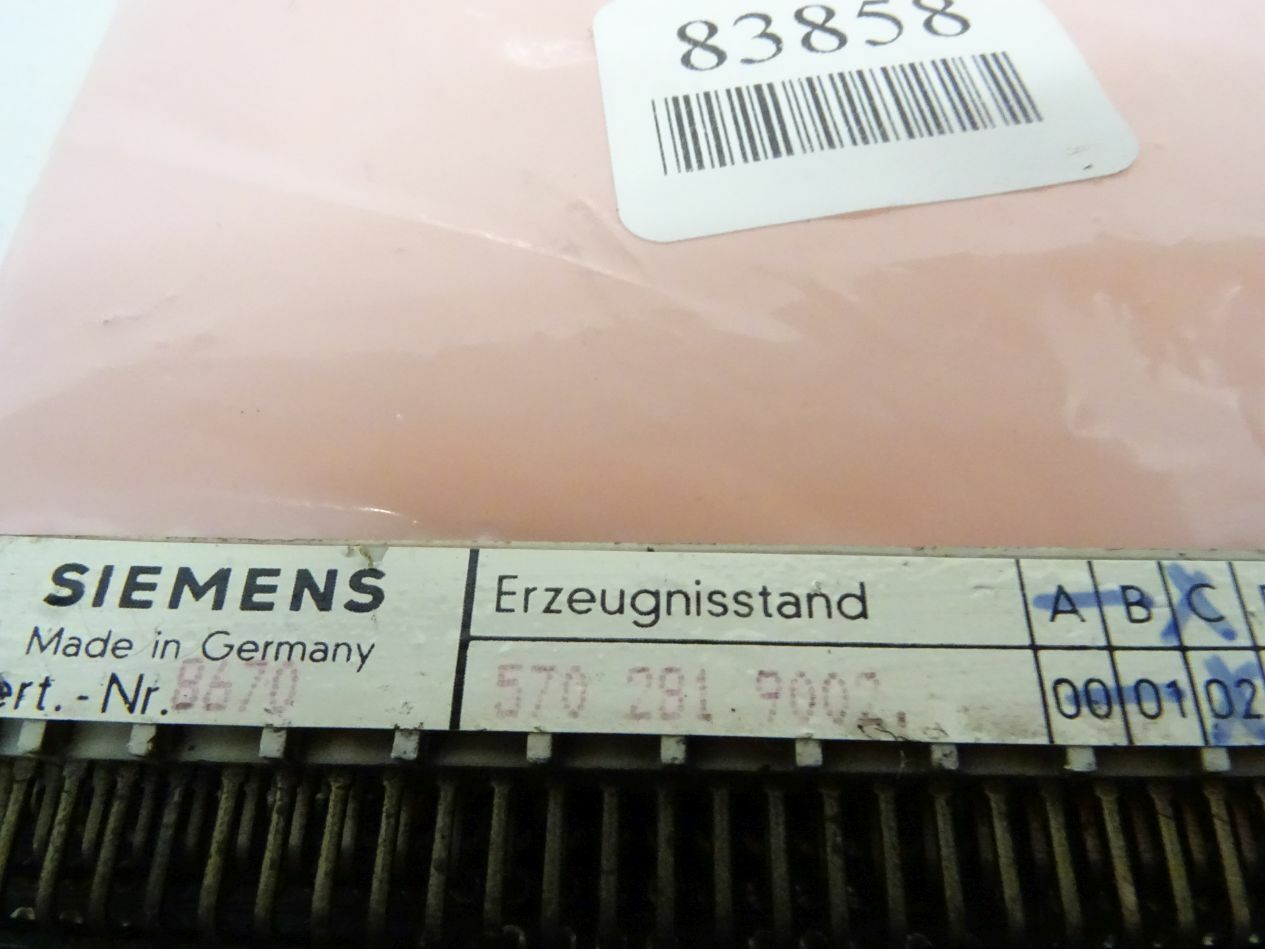 83858
SIEMENS
Made in Germany
ert.-Nr. 8670
Erzeugnisstand
570 281 9002.
A B C
00 01 02